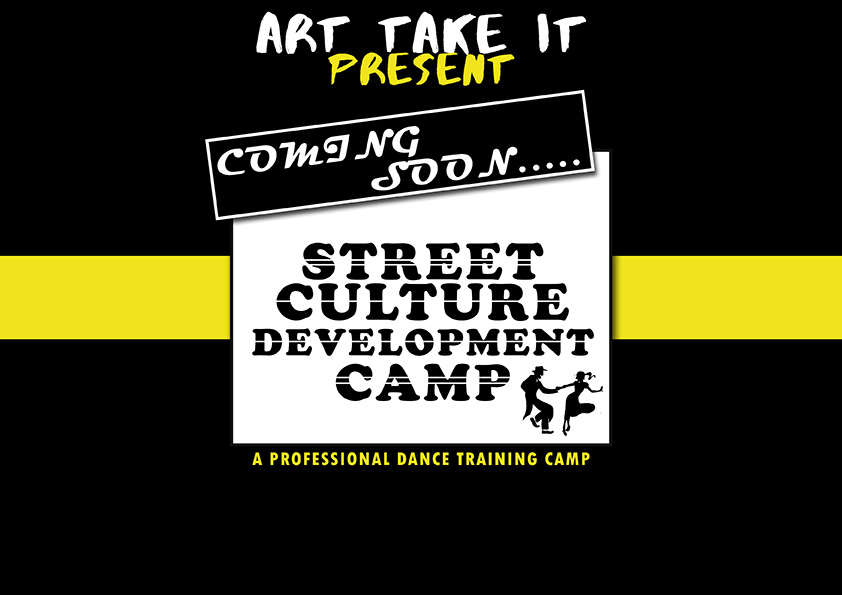 ART TAKE IT
PRESENT
COMING
SOON.....
STREET
CULTURE
DEVELOPMENT
CAMP
A PROFESSIONAL DANCE TRAINING CAMP